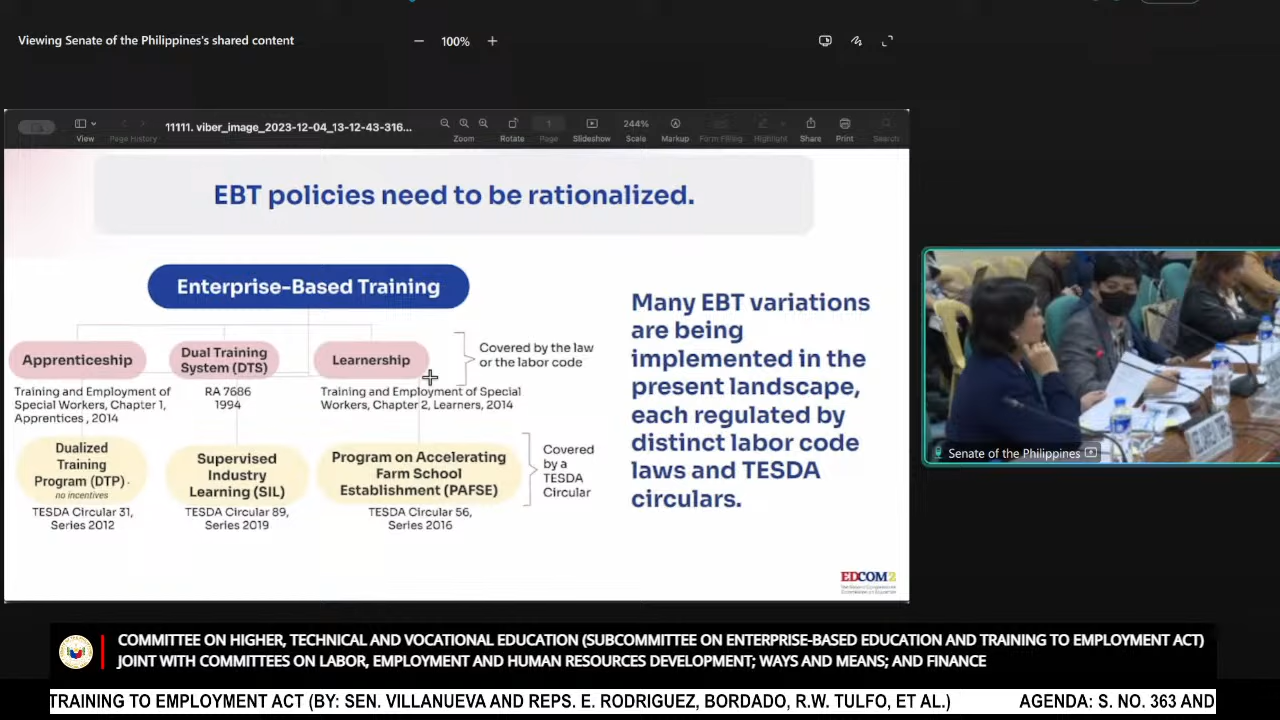 Viewing Senate of the Philippines's shared content
100%
11111. viber_image_2023-12-04_13-12-43-316...
244%
View
Page History
Zoom
Rotate
Page
Slideshow
Scale
Markup
Form Filling
Highlight
Share
Print
Search
EBT policies need to be rationalized.
Enterprise-Based Training
Apprenticeship
Training and Employment of
Special Workers, Chapter 1,
Apprentices , 2014
Dual Training
System (DTS)
RA 7686
1994
Learnership
Training and Employment of Special
Workers, Chapter 2, Learners, 2014
Covered by the law
or the labor code
Dualized
Training
Program (DTP)
no incentives
TESDA Circular 31,
Series 2012
Supervised
Industry
Learning (SIL)
TESDA Circular 89,
Series 2019
Program on Accelerating
Farm School
Establishment (PAFSE)
TESDA Circular 56,
Series 2016
Covered
by a
TESDA
Circular
Many EBT variations
are being
implemented in the
present landscape,
each regulated by
distinct labor code
laws and TESDA
circulars.
EDCOM2
Senate of the Philippines
COMMITTEE ON HIGHER, TECHNICAL AND VOCATIONAL EDUCATION (SUBCOMMITTEE ON ENTERPRISE-BASED EDUCATION AND TRAINING TO EMPLOYMENT ACT)
JOINT WITH COMMITTEES ON LABOR, EMPLOYMENT AND HUMAN RESOURCES DEVELOPMENT; WAYS AND MEANS; AND FINANCE
TRAINING TO EMPLOYMENT ACT (BY: SEN. VILLANUEVA AND REPS. E. RODRIGUEZ, BORDADO, R.W. TULFO, ET AL.) AGENDA: S. NO. 363 AND